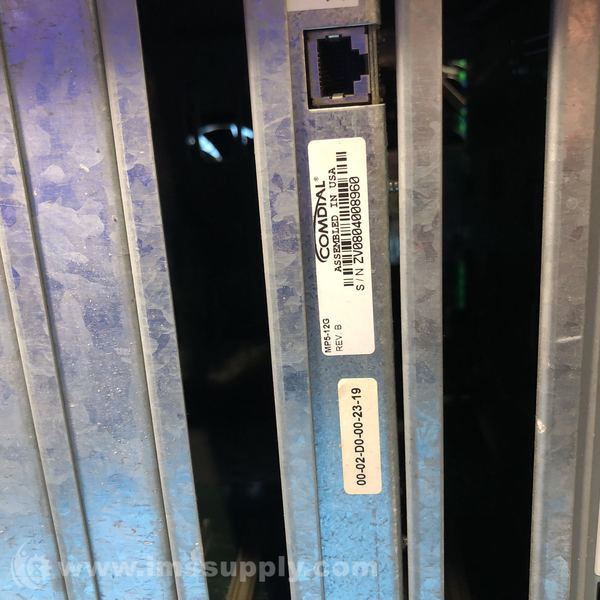 COMDIAL®
ASSEMBLED IN USA
S/N ZV0804008960
MP5-12G
REV. B
00-02-D0-00-23-19
www.imssupply.com